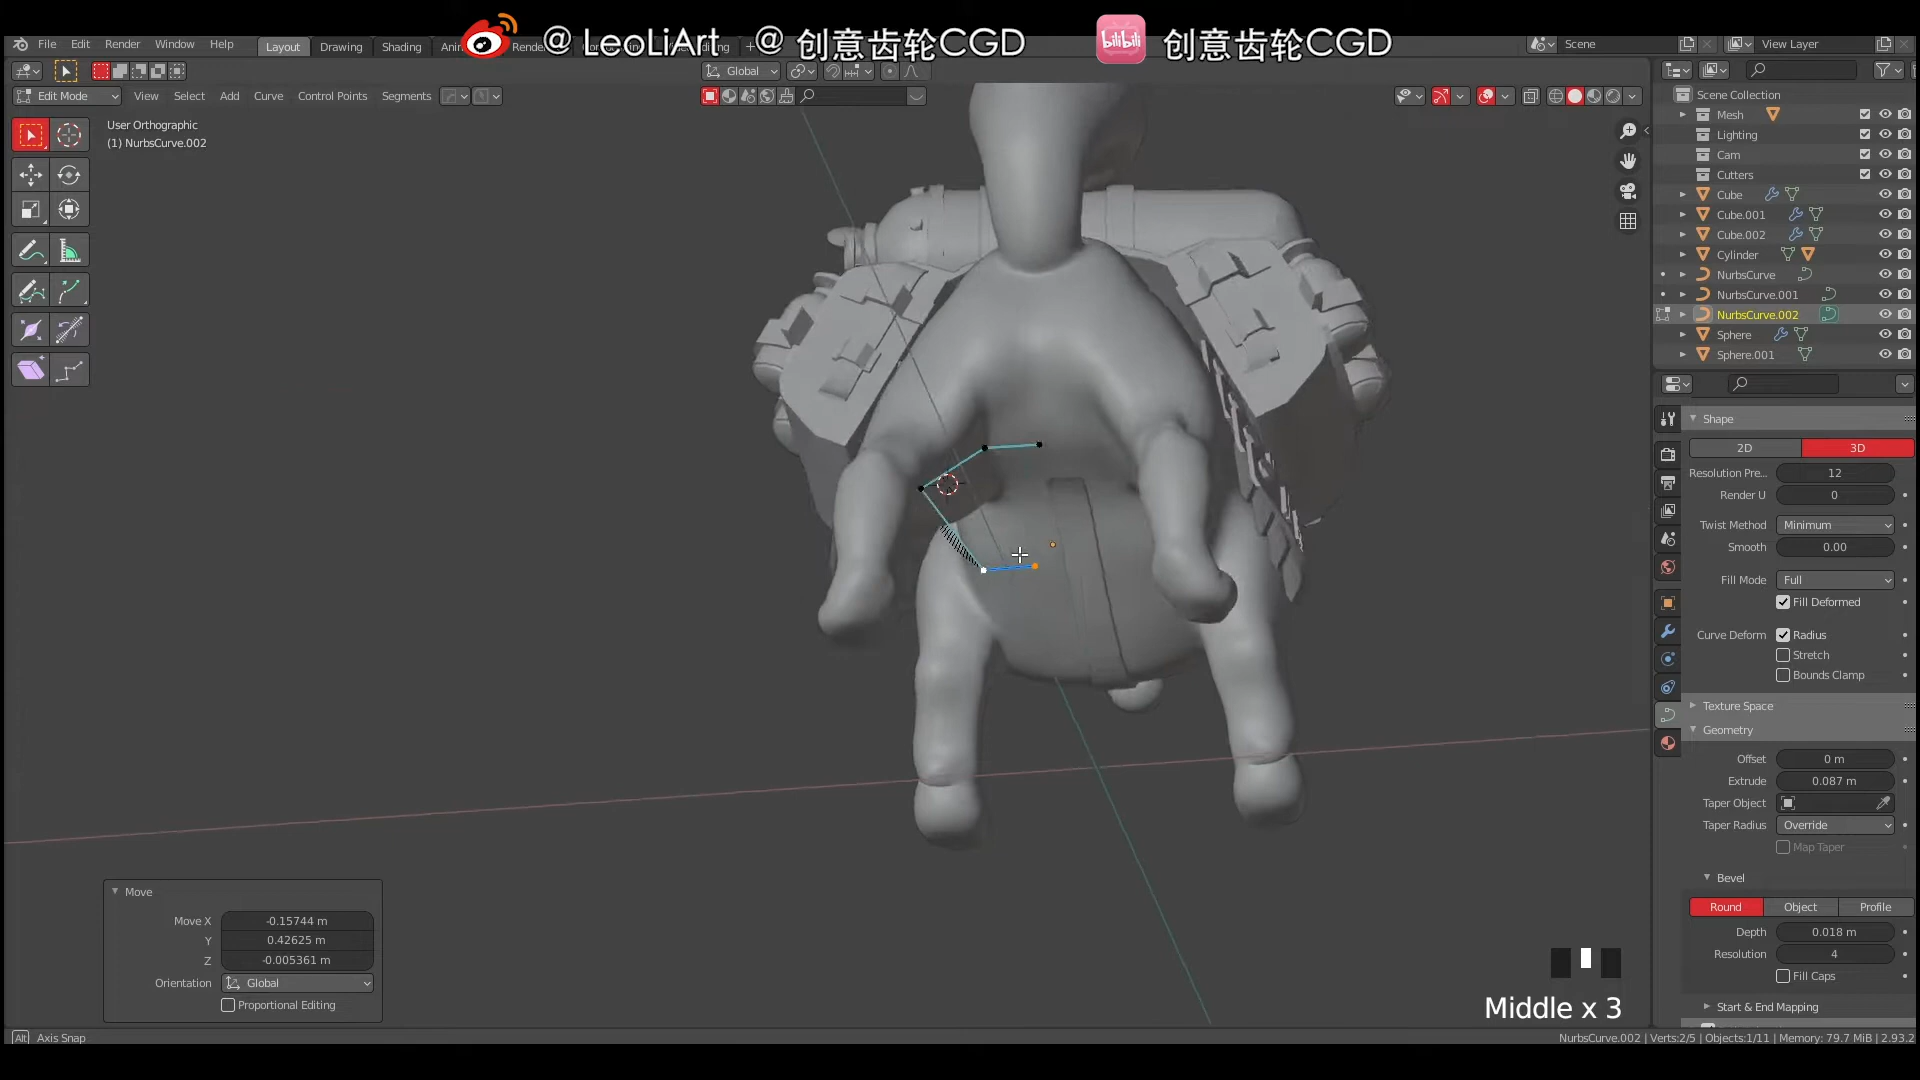 @ LeoLiArt @ 创意齿轮CGD bilibili 创意齿轮CGD
File Edit Render Window Help Layout Drawing Shading Scene View Layer
Global
Edit Mode View Select Add Curve Control Points Segments
User Orthographic
(1) NurbsCurve.002
Scene Collection
Mesh
Lighting
Cam
Cutters
Cube
Cube.001
Cube.002
Cylinder
NurbsCurve
NurbsCurve.001
NurbsCurve.002
Sphere
Sphere.001
Shape
2D 3D
Resolution Pre... 12
Render U 0
Twist Method Minimum
Smooth 0.00
Fill Mode Full
Fill Deformed
Curve Deform Radius
Stretch
Bounds Clamp
Texture Space
Geometry
Offset 0 m
Extrude 0.087 m
Taper Object
Taper Radius Override
Map Taper
Bevel
Round Object Profile
Depth 0.018 m
Resolution 4
Fill Caps
Start & End Mapping
Move
Move X -0.15744 m
Y 0.42625 m
Z -0.005361 m
Orientation Global
Proportional Editing
Middle x 3
Alt Axis Snap
NurbsCurve.002 | Verts:2/5 | Objects:1/11 | Memory: 79.7 MiB | 2.93.2